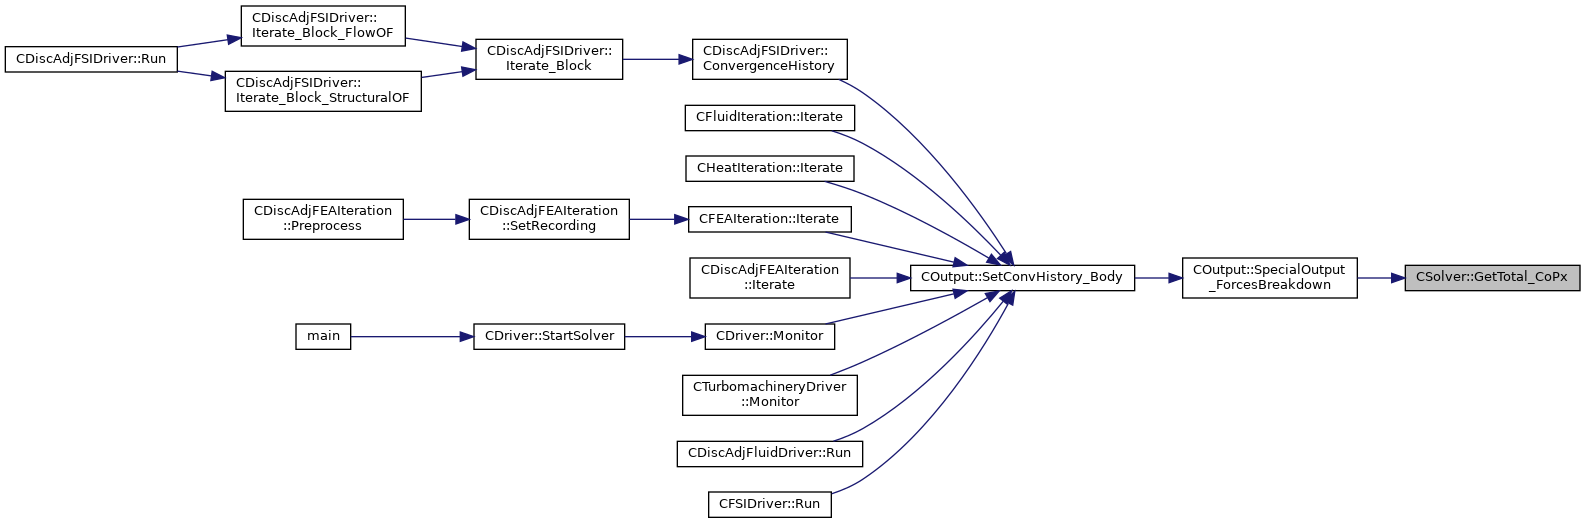 CDiscAdjFSIDriver::Run
CDiscAdjFSIDriver::
Iterate_Block_FlowOF
CDiscAdjFSIDriver::
Iterate_Block_StructuralOF
CDiscAdjFSIDriver::
Iterate_Block
CDiscAdjFSIDriver::
ConvergenceHistory
CFluidIteration::Iterate
CHeatIteration::Iterate
CDiscAdjFEAIteration
::Preprocess
CDiscAdjFEAIteration
::SetRecording
CFEAIteration::Iterate
CDiscAdjFEAIteration
::Iterate
main
CDriver::StartSolver
CDriver::Monitor
CTurbomachineryDriver
::Monitor
CDiscAdjFluidDriver::Run
CFSIDriver::Run
COutput::SetConvHistory_Body
COutput::SpecialOutput
_ForcesBreakdown
CSolver::GetTotal_CoPx